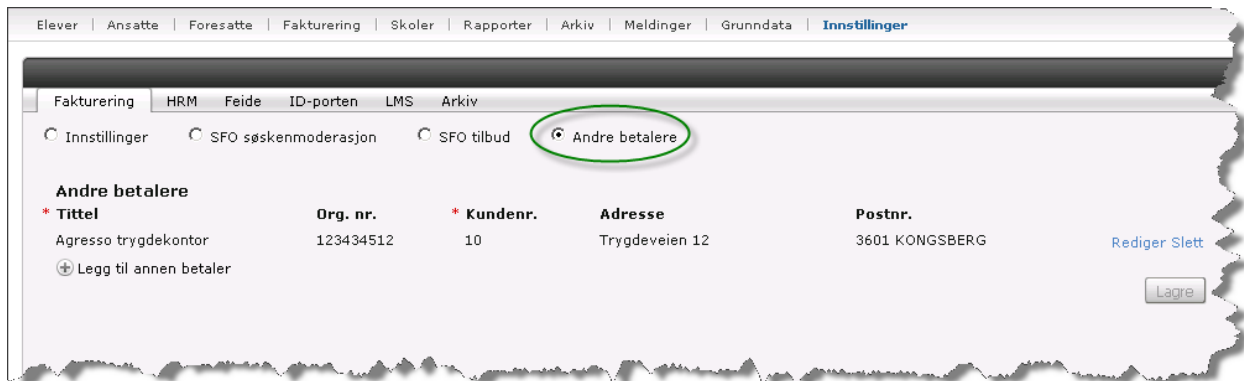 Elever | Ansatte | Foresatte | Fakturering | Skoler | Rapporter | Arkiv | Meldinger | Grunndata | Innstillinger
Fakturering HRM Feide ID-porten LMS Arkiv
Innstillinger SFO søskenmoderasjon SFO tilbud Andre betalere
Andre betalere
* Tittel Org. nr. * Kundenr. Adresse Postnr.
Agresso trygdekontor 123434512 10 Trygdeveien 12 3601 KONGSBERG Rediger Slett
Legg til annen betaler
Lagre